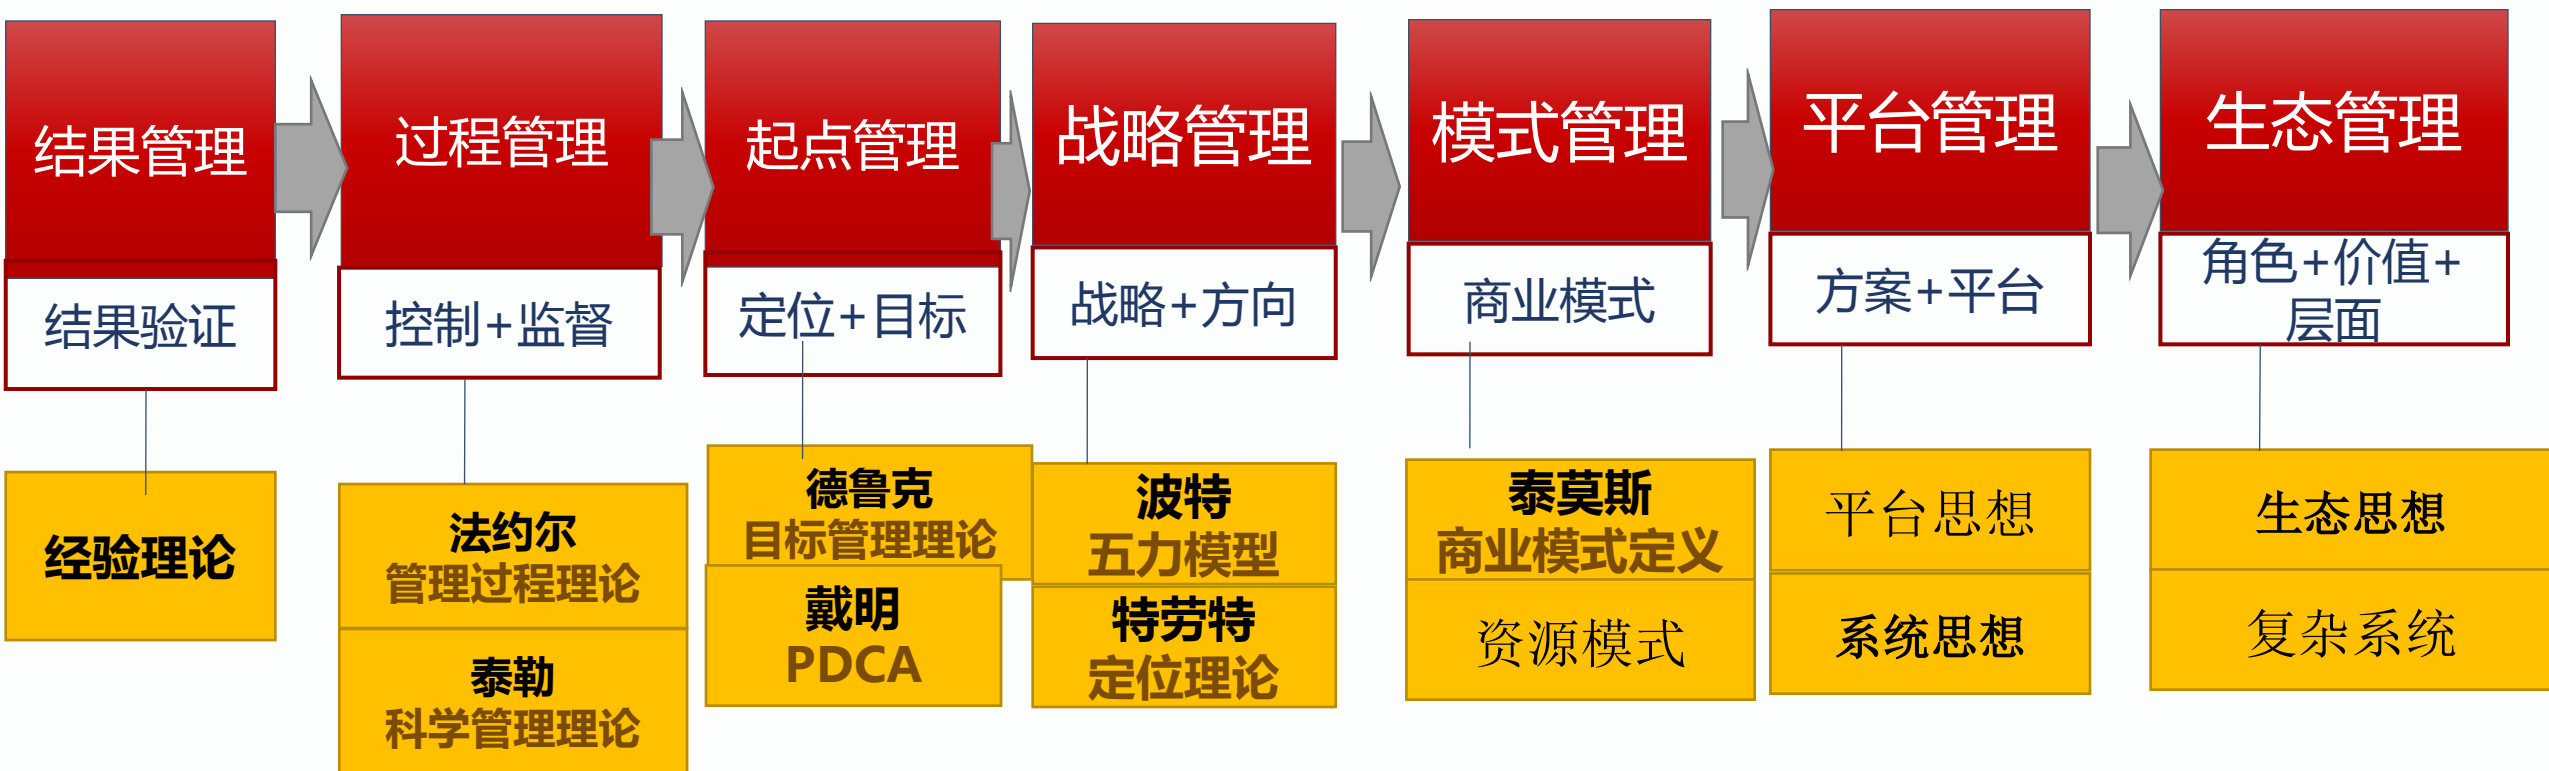 结果管理
过程管理
起点管理
战略管理
模式管理
平台管理
生态管理
结果验证
控制+监督
定位+目标
战略+方向
商业模式
方案+平台
角色+价值+
层面
经验理论
法约尔
管理过程理论
泰勒
科学管理理论
德鲁克
目标管理理论
戴明
PDCA
波特
五力模型
特劳特
定位理论
泰莫斯
商业模式定义
资源模式
平台思想
系统思想
生态思想
复杂系统